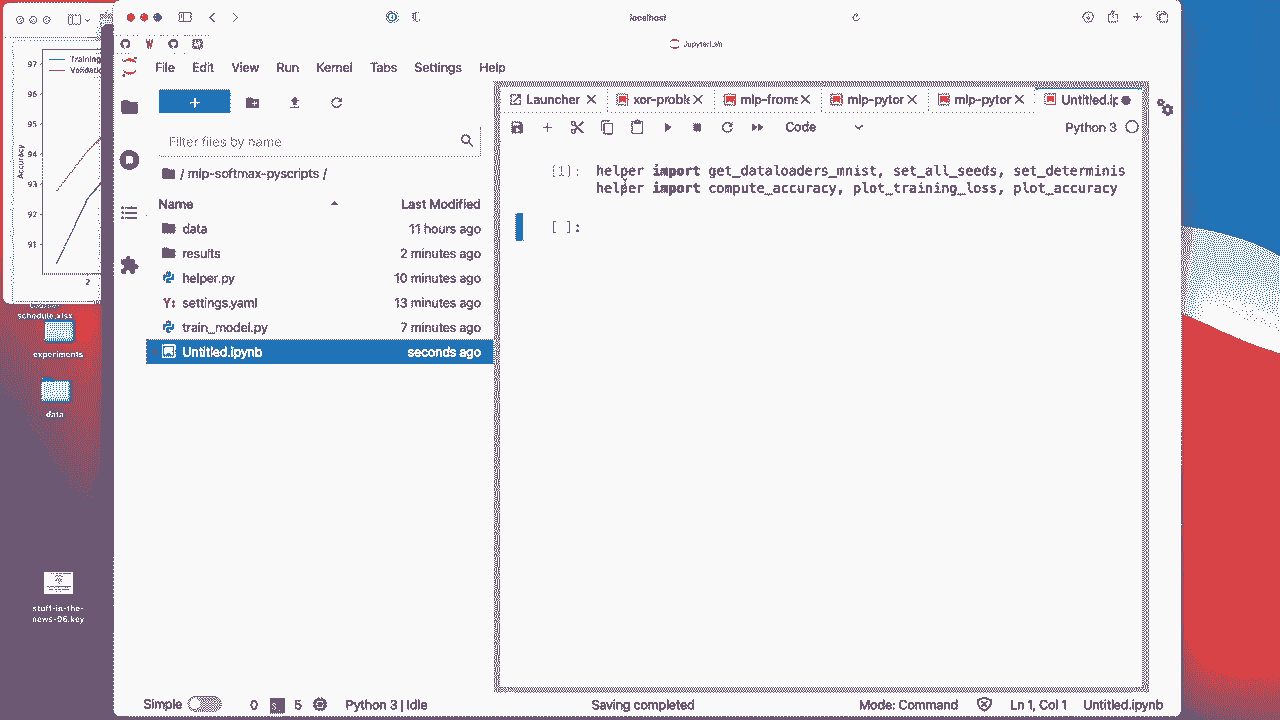 localhost
JupyterLab
File Edit View Run Kernel Tabs Settings Help
Training
Validatio
97
96
95
94
93
92
91
Accuracy
2
schedule.xlsx
experiments
data
stuff-in-the-
news-06.key
+
Filter files by name
/ mlp-softmax-pyscripts /
Name Last Modified
data 11 hours ago
results 2 minutes ago
helper.py 10 minutes ago
settings.yaml 13 minutes ago
train_model.py 7 minutes ago
Untitled.ipynb seconds ago
Launcher xor-proble mlp-froms mlp-pytor mlp-pytor Untitled.ip
Code Python 3
[1]: helper import get_dataloaders_mnist, set_all_seeds, set_determinis
helper import compute_accuracy, plot_training_loss, plot_accuracy
[ ]:
Simple 0 5 Python 3 | Idle Saving completed Mode: Command Ln 1, Col 1 Untitled.ipynb